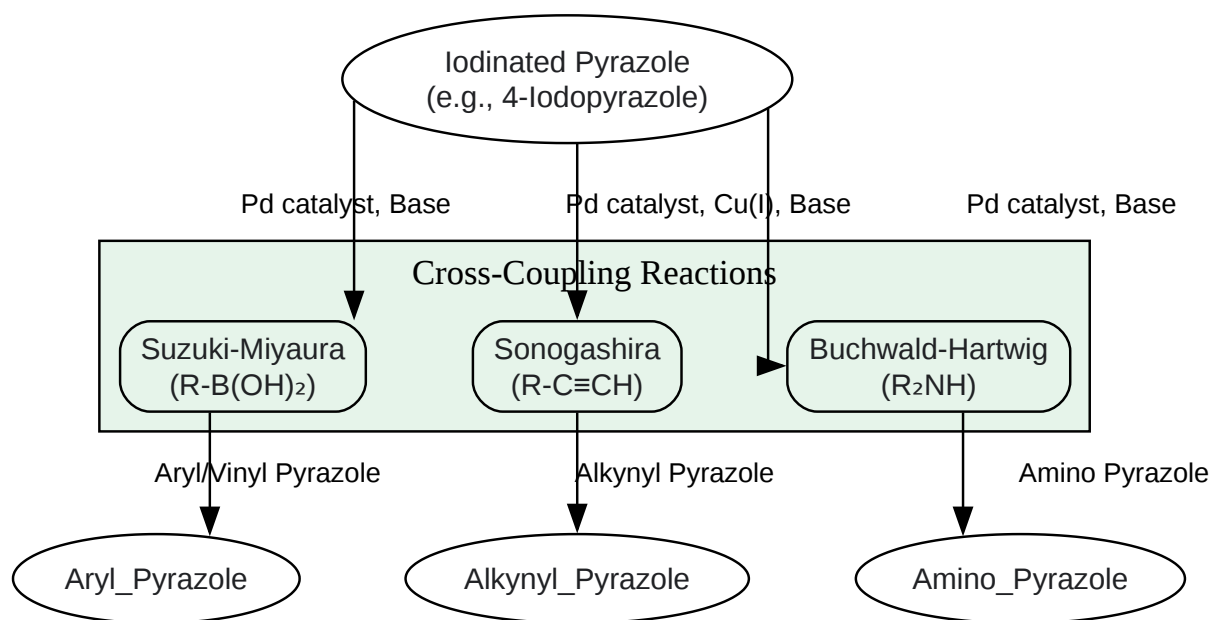 Iodinated Pyrazole
(e.g., 4-Iodopyrazole)
Pd catalyst, Base
Pd catalyst, Cu(I), Base
Pd catalyst, Base
Cross-Coupling Reactions
Suzuki-Miyaura
(R-B(OH)₂)
Sonogashira
(R-C≡CH)
Buchwald-Hartwig
(R₂NH)
Aryl/Vinyl Pyrazole
Alkynyl Pyrazole
Amino Pyrazole
Aryl_Pyrazole
Alkynyl_Pyrazole
Amino_Pyrazole